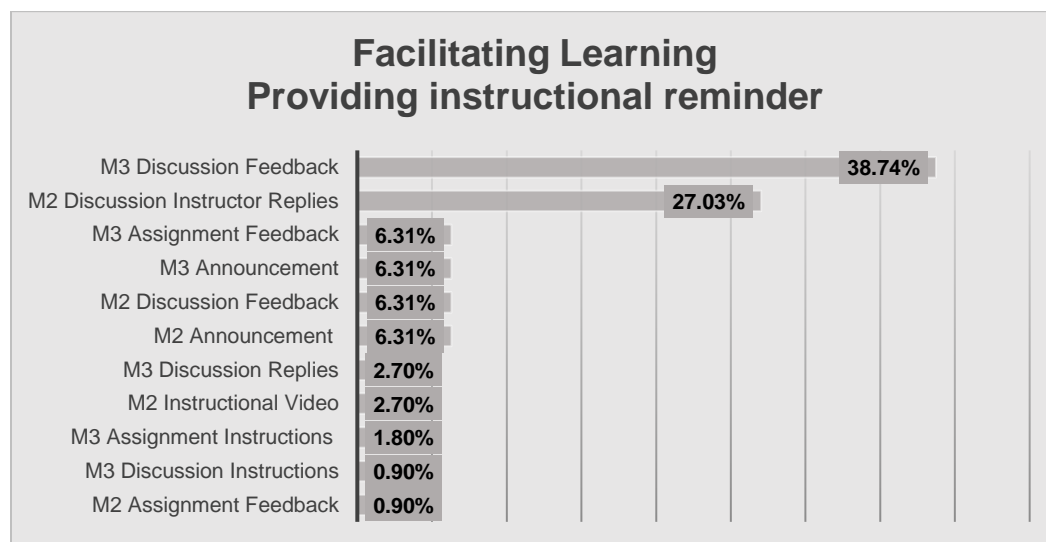 Facilitating Learning
Providing instructional reminder
M3 Discussion Feedback 38.74%
M2 Discussion Instructor Replies 27.03%
M3 Assignment Feedback 6.31%
M3 Announcement 6.31%
M2 Discussion Feedback 6.31%
M2 Announcement 6.31%
M3 Discussion Replies 2.70%
M2 Instructional Video 2.70%
M3 Assignment Instructions 1.80%
M3 Discussion Instructions 0.90%
M2 Assignment Feedback 0.90%